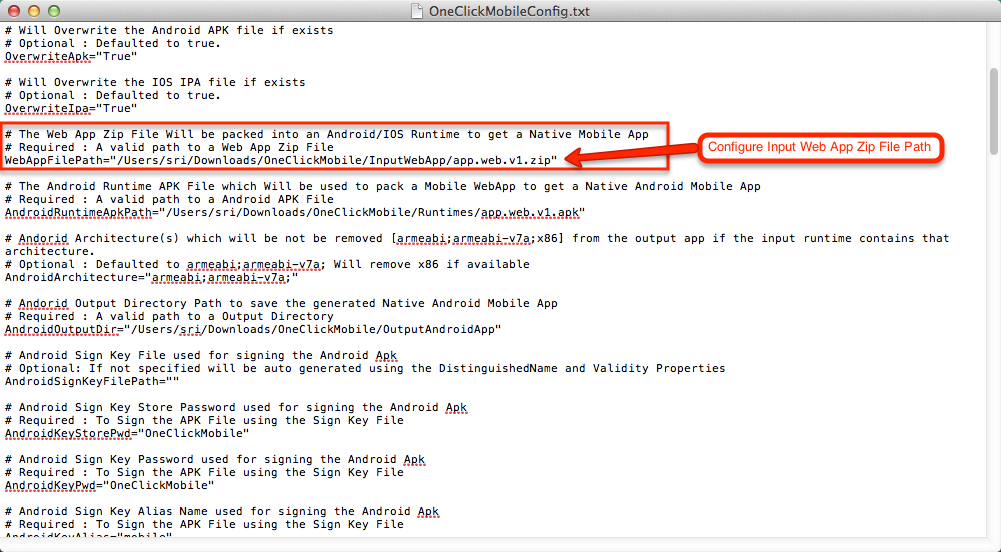 OneClickMobileConfig.txt
# Will Overwrite the Android APK file if exists
# Optional : Defaulted to true.
OverwriteApk="True"
# Will Overwrite the IOS IPA file if exists
# Optional : Defaulted to true.
OverwriteIpa="True"
# The Web App Zip File Will be packed into an Android/IOS Runtime to get a Native Mobile App
# Required : A valid path to a Web App Zip File
WebAppFilePath="/Users/sri/Downloads/OneClickMobile/InputWebApp/app.web.v1.zip"
Configure Input Web App Zip File Path
# The Android Runtime APK File which Will be used to pack a Mobile WebApp to get a Native Android Mobile App
# Required : A valid path to a Android APK File
AndroidRuntimeApkPath="/Users/sri/Downloads/OneClickMobile/Runtimes/app.web.v1.apk"
# Andorid Architecture(s) which will be not be removed [armeabi;armeabi-v7a;x86] from the output app if the input runtime contains that
architecture.
# Optional : Defaulted to armeabi;armeabi-v7a; Will remove x86 if available
AndroidArchitecture="armeabi;armeabi-v7a;"
# Andorid Output Directory Path to save the generated Native Android Mobile App
# Required : A valid path to a Output Directory
AndroidOutputDir="/Users/sri/Downloads/OneClickMobile/OutputAndroidApp"
# Android Sign Key File used for signing the Android Apk
# Optional: If not specified will be auto generated using the DistinguishedName and Validity Properties
AndroidSignKeyFilePath=""
# Android Sign Key Store Password used for signing the Android Apk
# Required : To Sign the APK File using the Sign Key File
AndroidKeyStorePwd="OneClickMobile"
# Android Sign Key Password used for signing the Android Apk
# Required : To Sign the APK File using the Sign Key File
AndroidKeyPwd="OneClickMobile"
# Android Sign Key Alias Name used for signing the Android Apk
# Required : To Sign the APK File using the Sign Key File
AndroidKeyAlias="mobile"